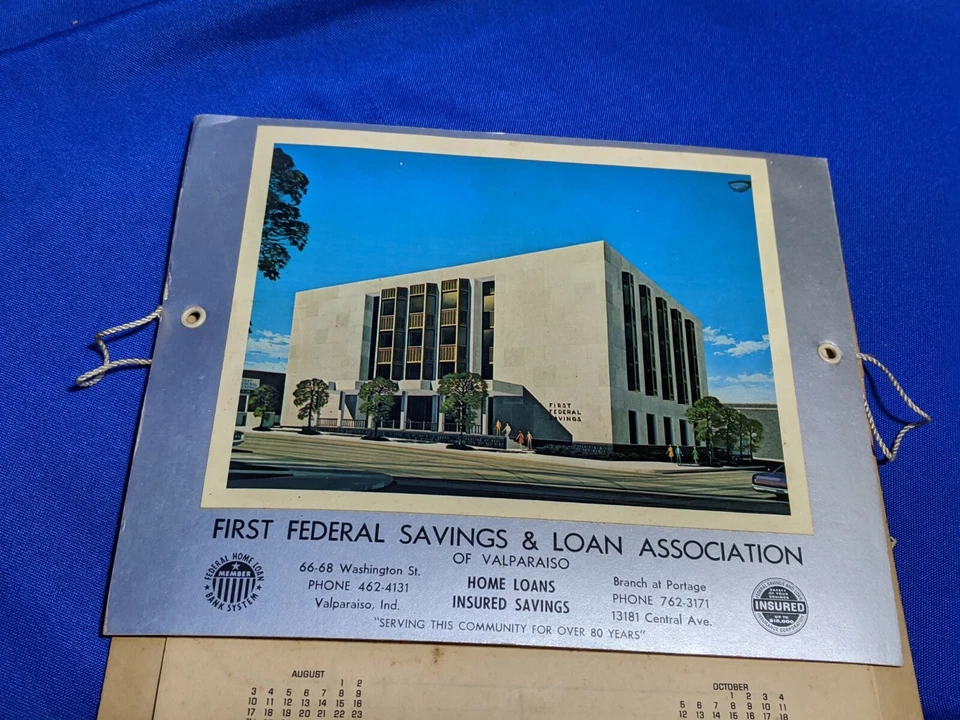 FIRST
FEDERAL
SAVINGS
FIRST FEDERAL SAVINGS & LOAN ASSOCIATION
OF VALPARAISO
FEDERAL HOME LOAN
MEMBER
BANK SYSTEM
66-68 Washington St.
PHONE 462-4131
Valparaiso, Ind.
HOME LOANS
INSURED SAVINGS
Branch at Portage
PHONE 762-3171
13181 Central Ave.
INSURED
"SERVING THIS COMMUNITY FOR OVER 80 YEARS"
AUGUST
1 2
3 4 5 6 7 8 9
10 11 12 13 14 15 16
17 18 19 20 21 22 23
OCTOBER
1 2 3 4
5 6 7 8 9 10 11
12 13 14 15 16 17 18